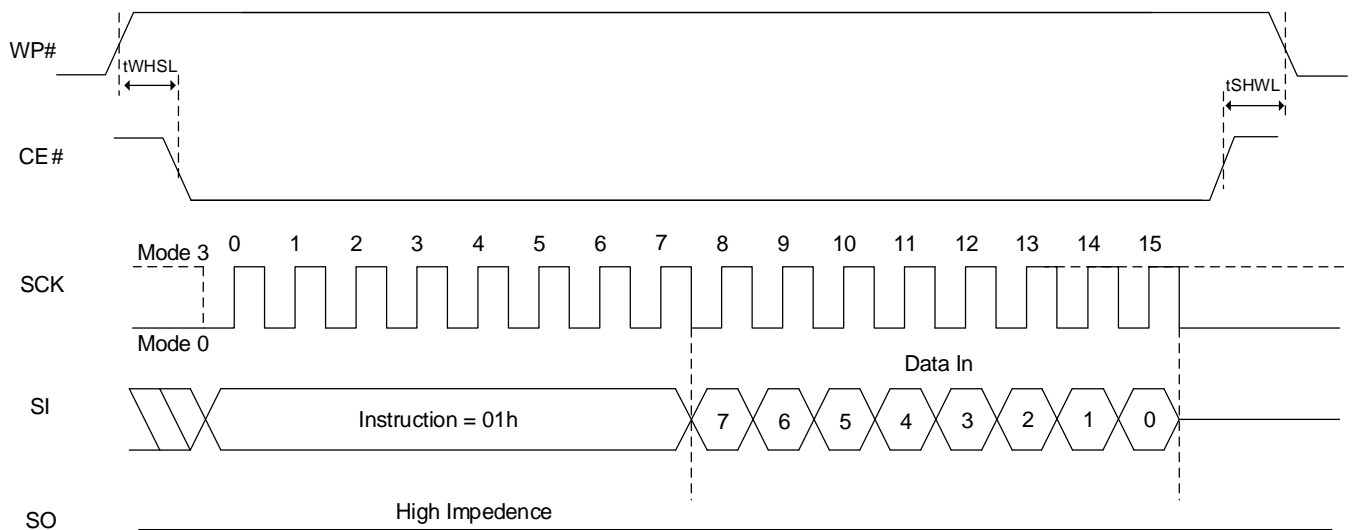 WP#
tWHSL
tSHWL
CE#
0 1 2 3 4 5 6 7 8 9 10 11 12 13 14 15
Mode 3
SCK
Mode 0
Data In
SI
Instruction = 01h
7 6 5 4 3 2 1 0
High Impedence
SO